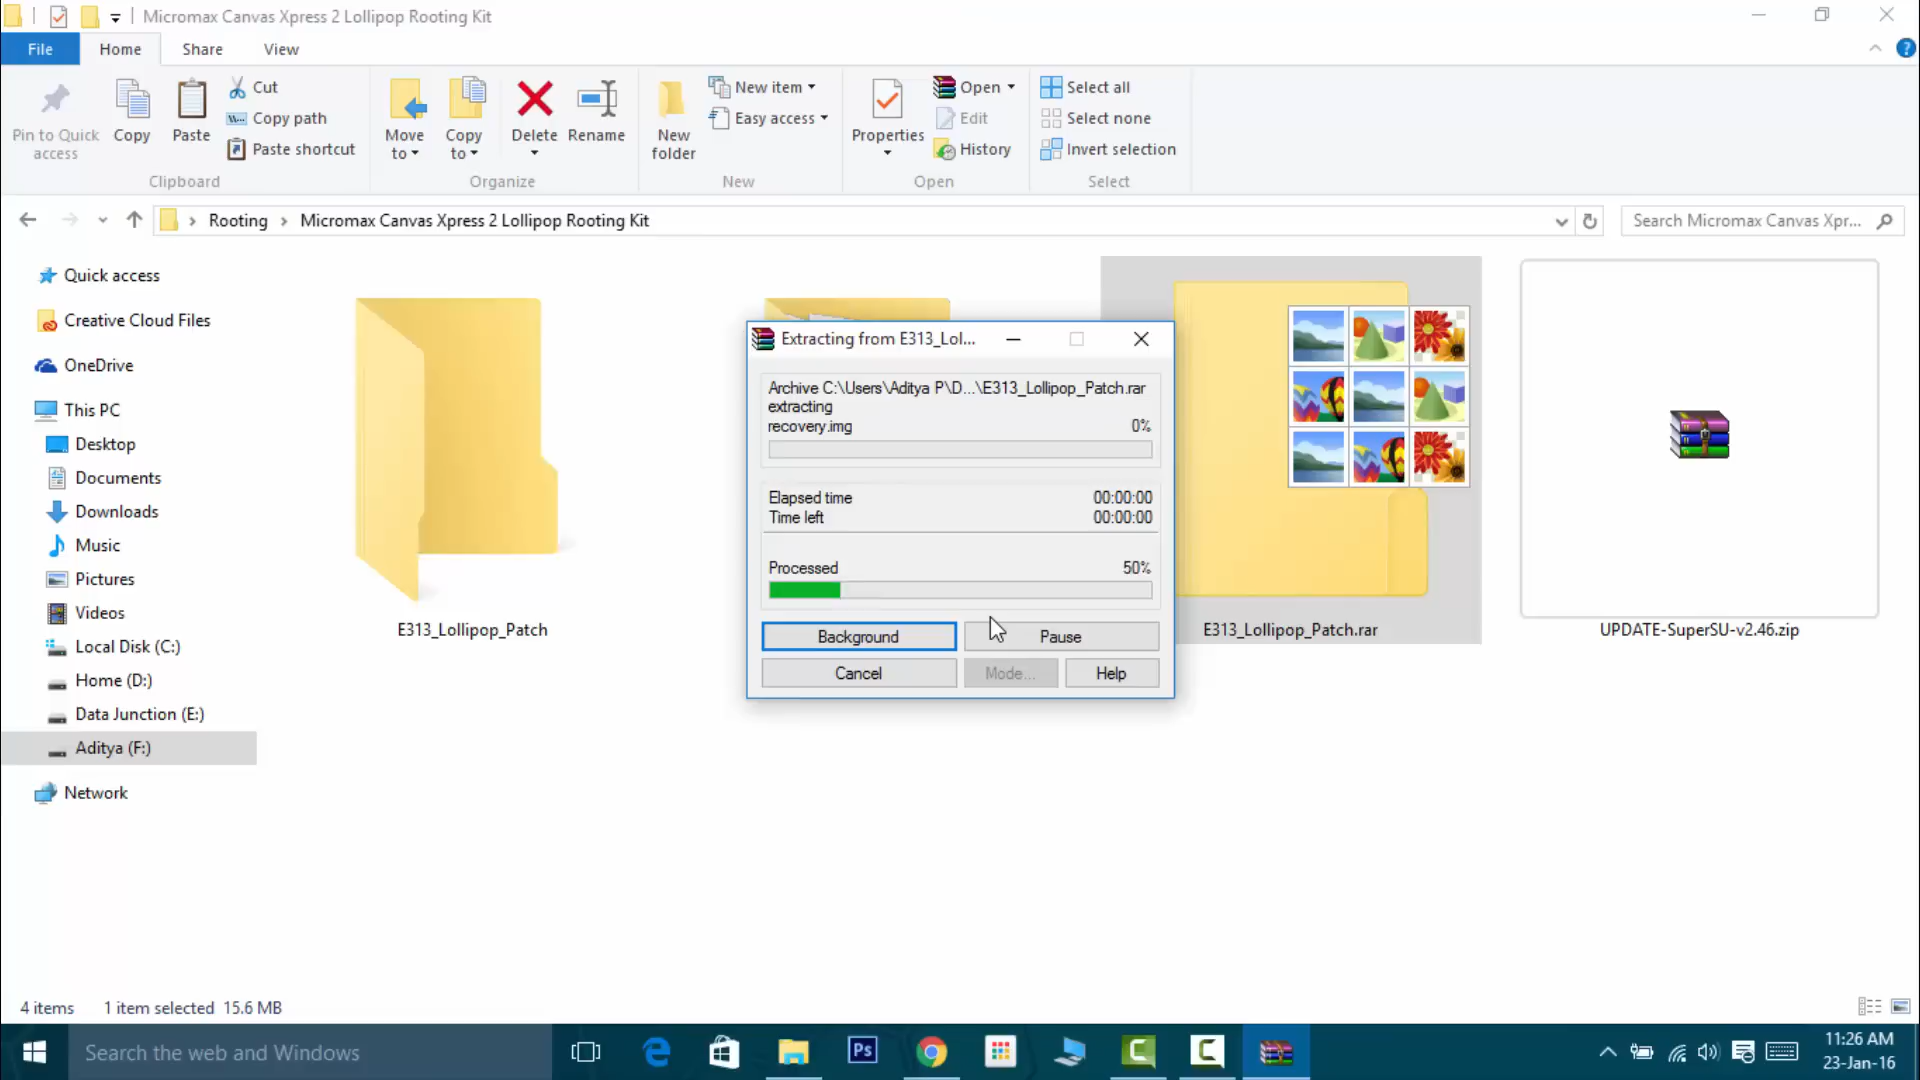 Micromax Canvas Xpress 2 Lollipop Rooting Kit
File Home Share View
Pin to Quick access
Copy
Paste
Cut
Copy path
Paste shortcut
Clipboard
Move to
Copy to
Delete
Rename
Organize
New folder
New item
Easy access
New
Properties
Open
Edit
History
Open
Select all
Select none
Invert selection
Select
Rooting > Micromax Canvas Xpress 2 Lollipop Rooting Kit
Search Micromax Canvas Xpr...
Quick access
Creative Cloud Files
OneDrive
This PC
Desktop
Documents
Downloads
Music
Pictures
Videos
Local Disk (C:)
Home (D:)
Data Junction (E:)
Aditya (F:)
Network
E313_Lollipop_Patch
E313_Lollipop_Patch.rar
UPDATE-SuperSU-v2.46.zip
Extracting from E313_Lol...
Archive C:\Users\Aditya P\D...\E313_Lollipop_Patch.rar
extracting
recovery.img 0%
Elapsed time 00:00:00
Time left 00:00:00
Processed 50%
Background Pause
Cancel Mode... Help
4 items 1 item selected 15.6 MB
Search the web and Windows
Ps
11:26 AM
23-Jan-16